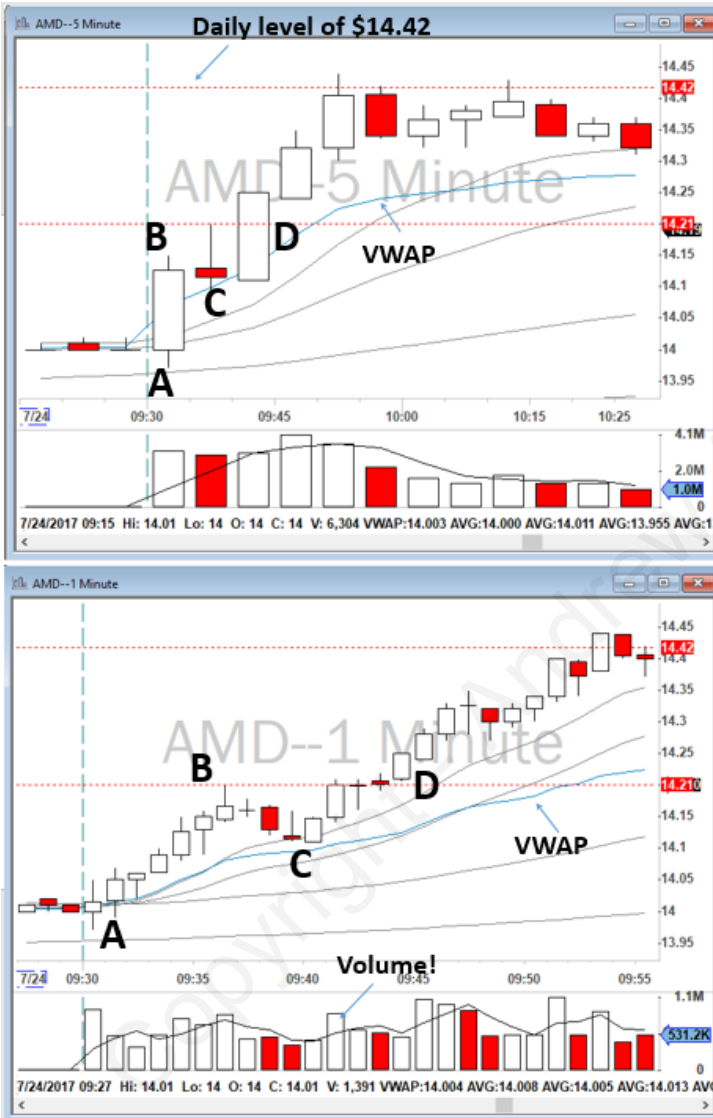 AMD--5 Minute
Daily level of $14.42
14.45
14.42
14.4
14.35
14.3
AMD--5 Minute
14.25
B
D
14.21
VWAP
14.15
C
14.1
14.05
14
A
13.95
7/24 09:30 09:45 10:00 10:15 10:25
4.1M
2.0M
1.0M
0
7/24/2017 09:15 Hi: 14.01 Lo: 14 O: 14 C: 14 V: 6,304 VWAP:14.003 AVG:14.000 AVG:14.011 AVG:13.955 AVG:1
AMD--1 Minute
14.45
14.42
14.4
14.35
14.3
AMD--1 Minute
14.25
B
D
14.21
14.15
C
VWAP
14.1
14.05
14
A
13.95
7/24 09:30 09:35 09:40 09:45 09:50 09:55
Volume!
1.1M
531.2K
0
7/24/2017 09:27 Hi: 14.01 Lo: 14 O: 14 C: 14.01 V: 1,391 VWAP:14.004 AVG:14.008 AVG:14.005 AVG:14.013 AVG
Copyright - Andrew